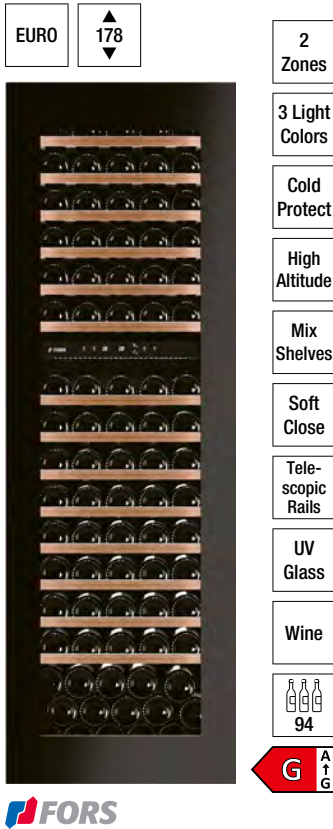 EURO
178
2
Zones
3 Light
Colors
Cold
Protect
High
Altitude
Mix
Shelves
Soft
Close
Tele-
scopic
Rails
UV
Glass
Wine
94
G
A
G
FORS
FORS